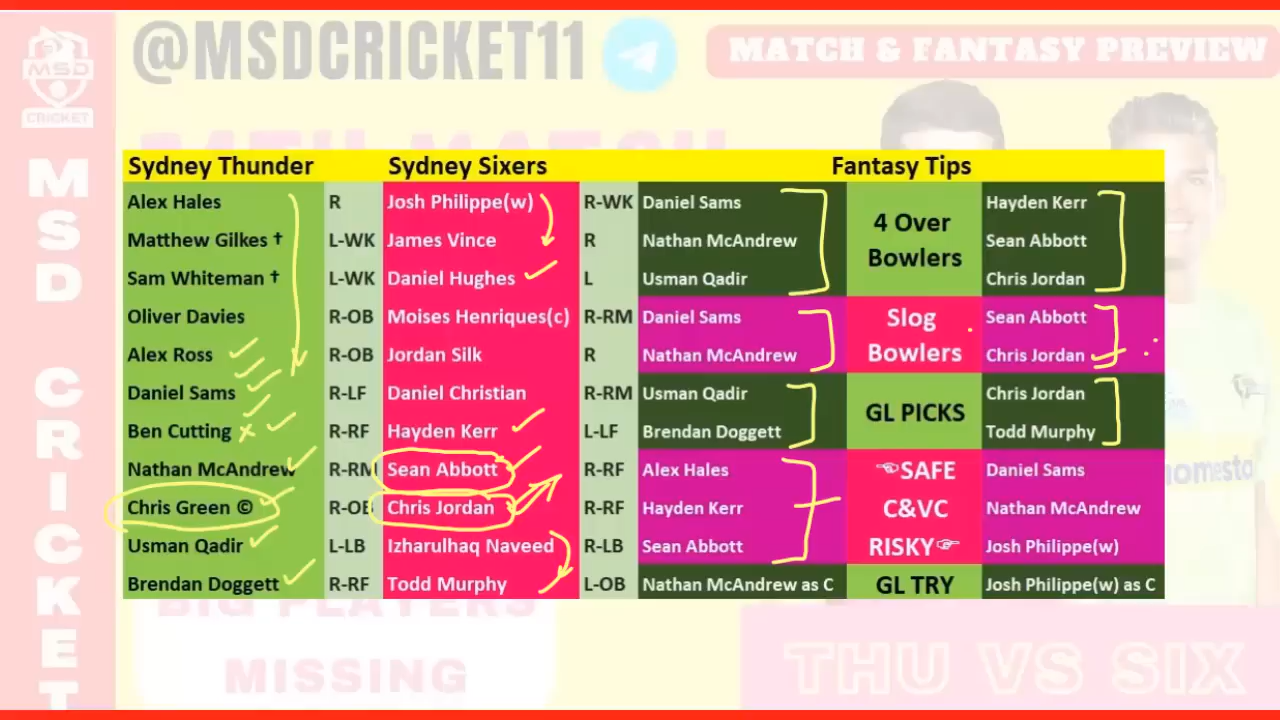 @MSDCRICKET11
MATCH & FANTASY PREVIEW
MSD
CRICKET
MSD CRICKET
Sydney Thunder Sydney Sixers Fantasy Tips
Alex Hales R Josh Philippe(w) R-WK Daniel Sams Hayden Kerr
Matthew Gilkes † L-WK James Vince R Nathan McAndrew 4 Over Bowlers Sean Abbott
Sam Whiteman † L-WK Daniel Hughes L Usman Qadir Chris Jordan
Oliver Davies R-OB Moises Henriques(c) R-RM Daniel Sams Slog Bowlers Sean Abbott
Alex Ross R-OB Jordan Silk R Nathan McAndrew Chris Jordan
Daniel Sams R-LF Daniel Christian R-RM Usman Qadir GL PICKS Chris Jordan
Ben Cutting R-RF Hayden Kerr L-LF Brendan Doggett Todd Murphy
Nathan McAndrew R-RM Sean Abbott R-RF Alex Hales SAFE Daniel Sams
Chris Green © R-OB Chris Jordan R-RF Hayden Kerr C&VC Nathan McAndrew
Usman Qadir L-LB Izharulhaq Naveed R-LB Sean Abbott RISKY Josh Philippe(w)
Brendan Doggett R-RF Todd Murphy L-OB Nathan McAndrew as C GL TRY Josh Philippe(w) as C
BIG PLAYERS
MISSING
THU VS SIX